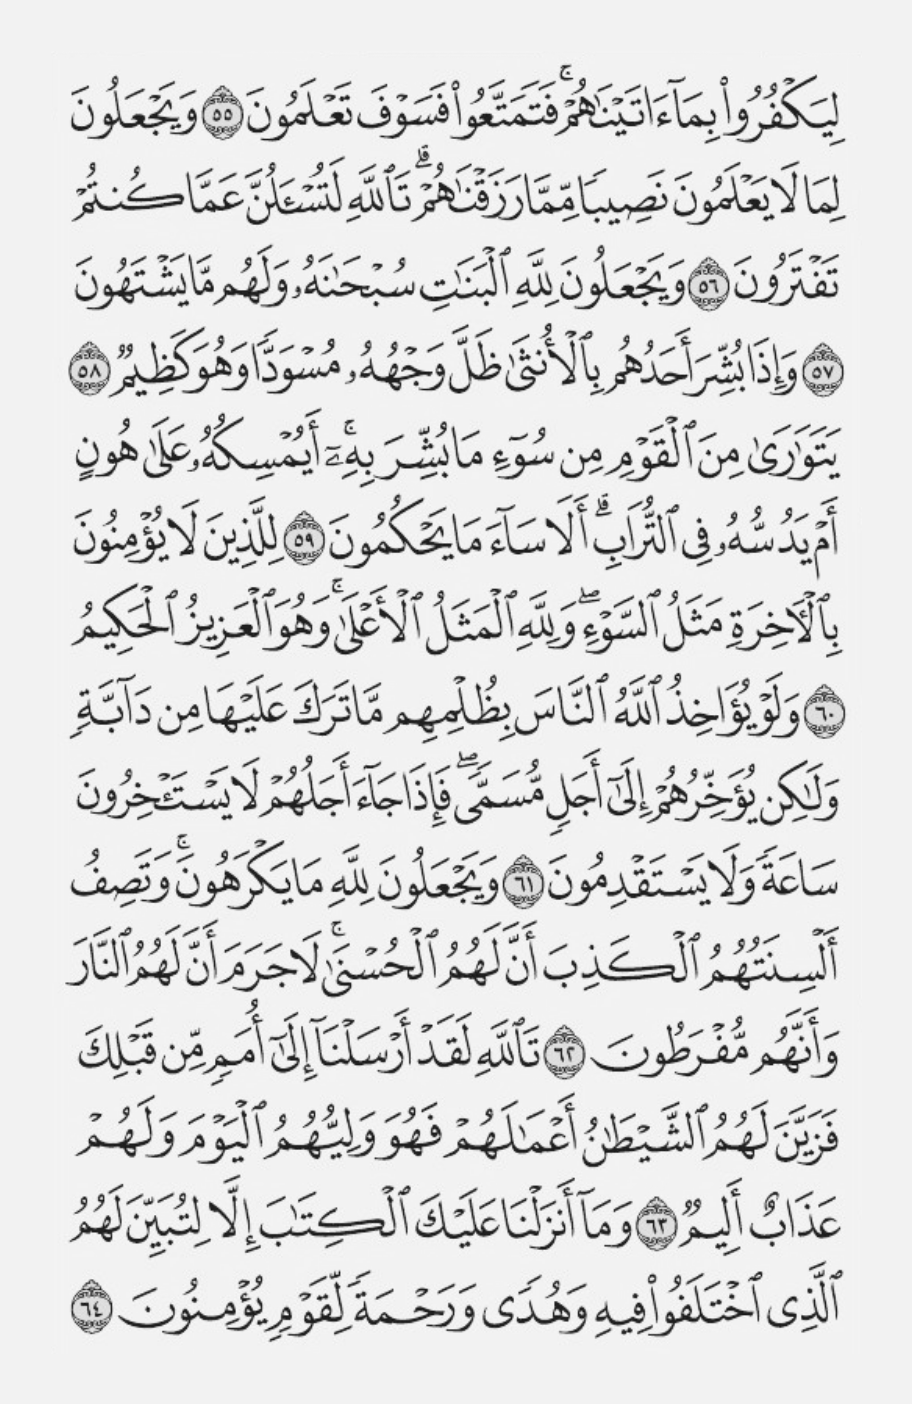 لِيَكۡفُرُواْ بِمَآ ءَاتَيۡنَٰهُمۡۚ فَتَمَتَّعُواْ فَسَوۡفَ تَعۡلَمُونَ ٥٥ وَيَجۡعَلُونَ
لِمَا لَا يَعۡلَمُونَ نَصِيبٗا مِّمَّا رَزَقۡنَٰهُمۡۗ تَٱللَّهِ لَتُسۡـَٔلُنَّ عَمَّا كُنتُمۡ
تَفۡتَرُونَ ٥٦ وَيَجۡعَلُونَ لِلَّهِ ٱلۡبَنَٰتِ سُبۡحَٰنَهُۥ وَلَهُم مَّا يَشۡتَهُونَ
٥٧ وَإِذَا بُشِّرَ أَحَدُهُم بِٱلۡأُنثَىٰ ظَلَّ وَجۡهُهُۥ مُسۡوَدّٗا وَهُوَ كَظِيمٞ ٥٨
يَتَوَٰرَىٰ مِنَ ٱلۡقَوۡمِ مِن سُوٓءِ مَا بُشِّرَ بِهِۦٓۚ أَيُمۡسِكُهُۥ عَلَىٰ هُونٍ
أَمۡ يَدُسُّهُۥ فِي ٱلتُّرَابِۗ أَلَا سَآءَ مَا يَحۡكُمُونَ ٥٩ لِلَّذِينَ لَا يُؤۡمِنُونَ
بِٱلۡأٓخِرَةِ مَثَلُ ٱلسَّوۡءِۖ وَلِلَّهِ ٱلۡمَثَلُ ٱلۡأَعۡلَىٰۚ وَهُوَ ٱلۡعَزِيزُ ٱلۡحَكِيمُ
٦٠ وَلَوۡ يُؤَاخِذُ ٱللَّهُ ٱلنَّاسَ بِظُلۡمِهِم مَّا تَرَكَ عَلَيۡهَا مِن دَآبَّةٖ
وَلَٰكِن يُؤَخِّرُهُمۡ إِلَىٰٓ أَجَلٖ مُّسَمّٗىۖ فَإِذَا جَآءَ أَجَلُهُمۡ لَا يَسۡتَـٔۡخِرُونَ
سَاعَةٗ وَلَا يَسۡتَقۡدِمُونَ ٦١ وَيَجۡعَلُونَ لِلَّهِ مَا يَكۡرَهُونَۚ وَتَصِفُ
أَلۡسِنَتُهُمُ ٱلۡكَذِبَ أَنَّ لَهُمُ ٱلۡحُسۡنَىٰۚ لَا جَرَمَ أَنَّ لَهُمُ ٱلنَّارَ
وَأَنَّهُم مُّفۡرَطُونَ ٦٢ تَٱللَّهِ لَقَدۡ أَرۡسَلۡنَآ إِلَىٰٓ أُمَمٖ مِّن قَبۡلِكَ
فَزَيَّنَ لَهُمُ ٱلشَّيۡطَٰنُ أَعۡمَٰلَهُمۡ فَهُوَ وَلِيُّهُمُ ٱلۡيَوۡمَ وَلَهُمۡ
عَذَابٌ أَلِيمٞ ٦٣ وَمَآ أَنزَلۡنَا عَلَيۡكَ ٱلۡكِتَٰبَ إِلَّا لِتُبَيِّنَ لَهُمُ
ٱلَّذِي ٱخۡتَلَفُواْ فِيهِ وَهُدٗى وَرَحۡمَةٗ لِّقَوۡمٖ يُؤۡمِنُونَ ٦٤